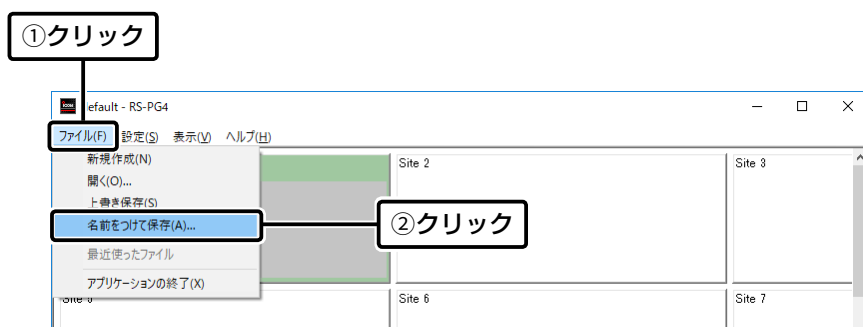 ①クリック
default - RS-PG4
ファイル(F) 設定(S) 表示(V) ヘルプ(H)
新規作成(N)
開く(O)...
上書き保存(S)
名前をつけて保存(A)...
最近使ったファイル
アプリケーションの終了(X)
Site 2
Site 3
②クリック
Site 5
Site 6
Site 7